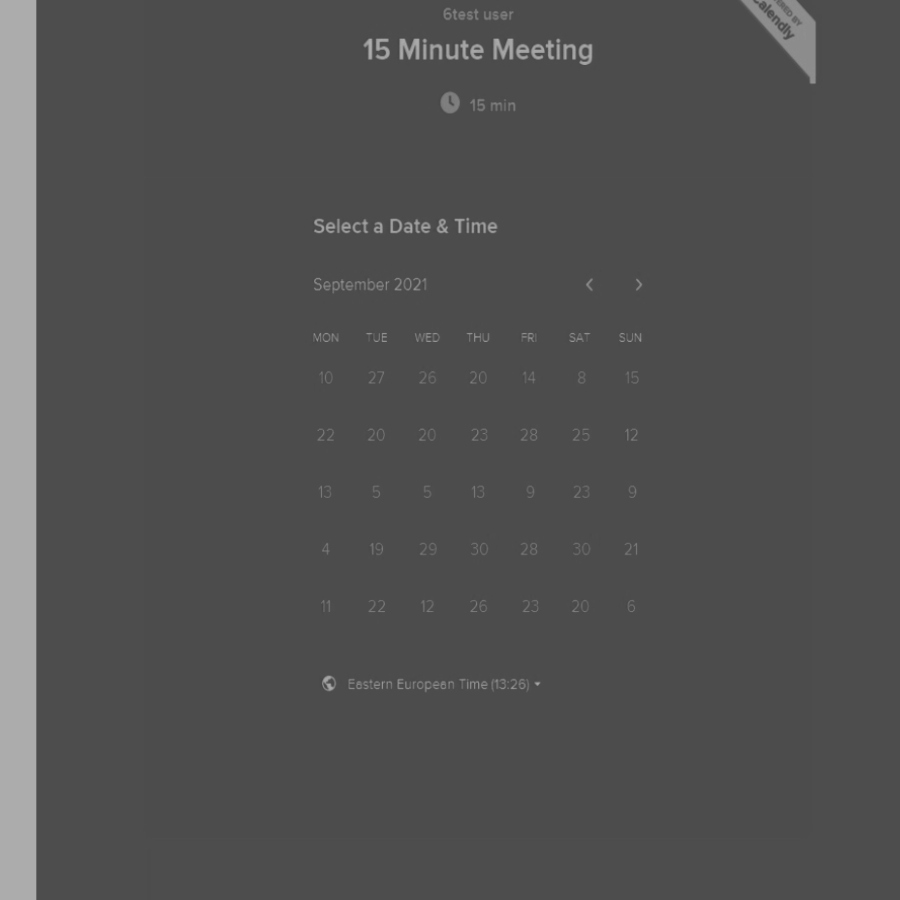 6test user
15 Minute Meeting
15 min
Calendly
Select a Date & Time
September 2021
MON TUE WED THU FRI SAT SUN
10 27 26 20 14 8 15
22 20 20 23 28 25 12
13 5 5 13 9 23 9
4 19 29 30 28 30 21
11 22 12 26 23 20 6
Eastern European Time (13:26)